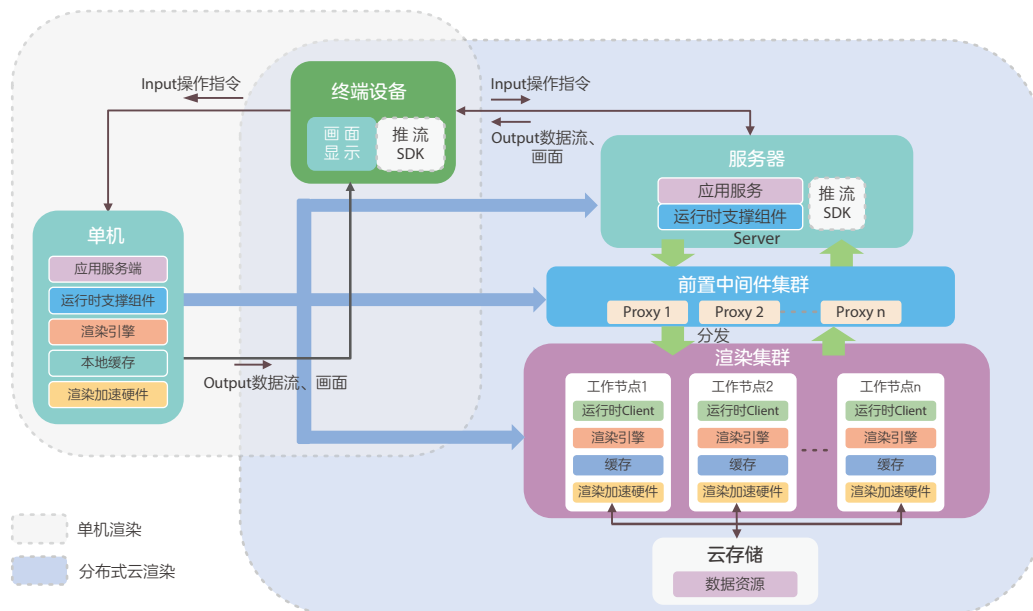 Input操作指令
终端设备
画 面
显 示
推 流
SDK
Input操作指令
Output数据流、
画面
服务器
应用服务
运行时支撑组件
Server
推 流
SDK
单机
应用服务端
运行时支撑组件
渲染引擎
本地缓存
渲染加速硬件
Output数据流、画面
前置中间件集群
Proxy 1
Proxy 2
Proxy n
分发
渲染集群
工作节点1
运行时Client
渲染引擎
缓存
渲染加速硬件
工作节点2
运行时Client
渲染引擎
缓存
渲染加速硬件
工作节点n
运行时Client
渲染引擎
缓存
渲染加速硬件
云存储
数据资源
单机渲染
分布式云渲染